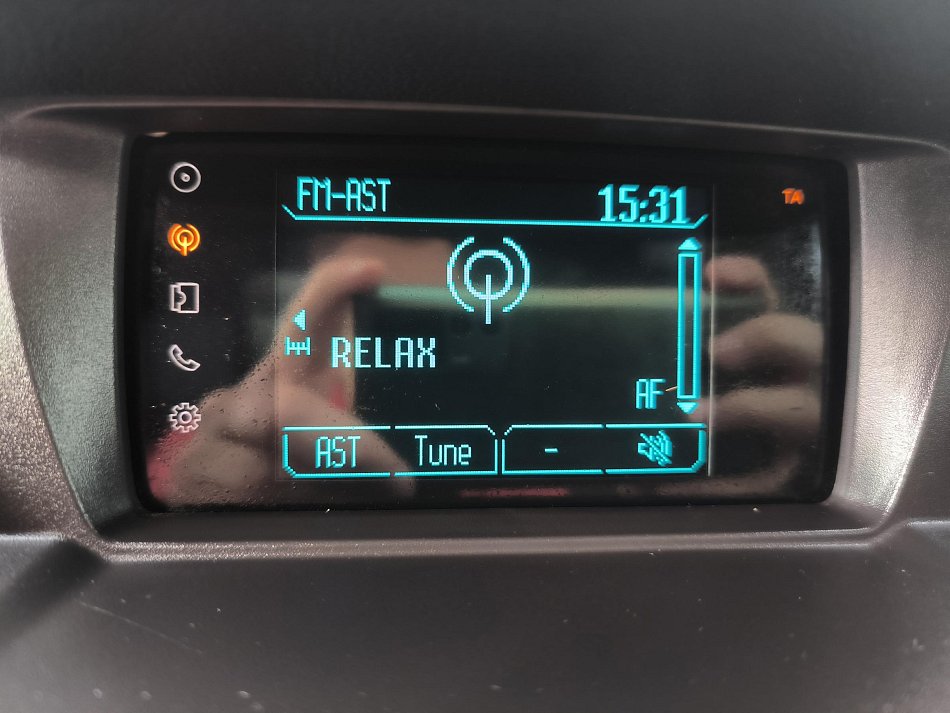 FM-AST 15:31 TA
RELAX
AF
AST Tune -